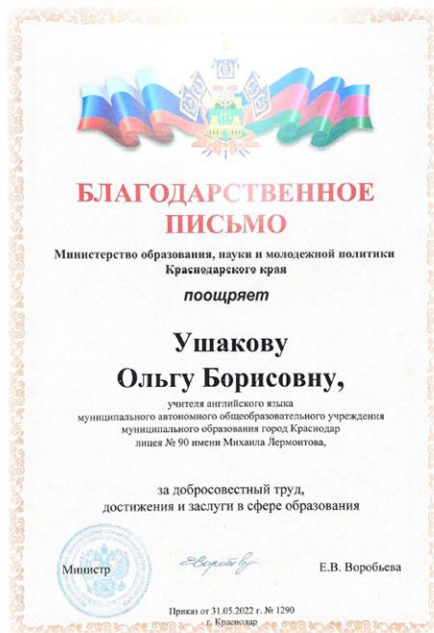 БЛАГОДАРСТВЕННОЕ
ПИСЬМО
Министерство образования, науки и молодежной политики
Краснодарского края
поощряет
Ушакову
Ольгу Борисовну,
учителя английского языка
муниципального автономного общеобразовательного учреждения
муниципального образования город Краснодар
лицея № 90 имени Михаила Лермонтова,
за добросовестный труд,
достижения и заслуги в сфере образования
Министр Е.В. Воробьева
Приказ от 31.05.2022 г. № 1290
г. Краснодар